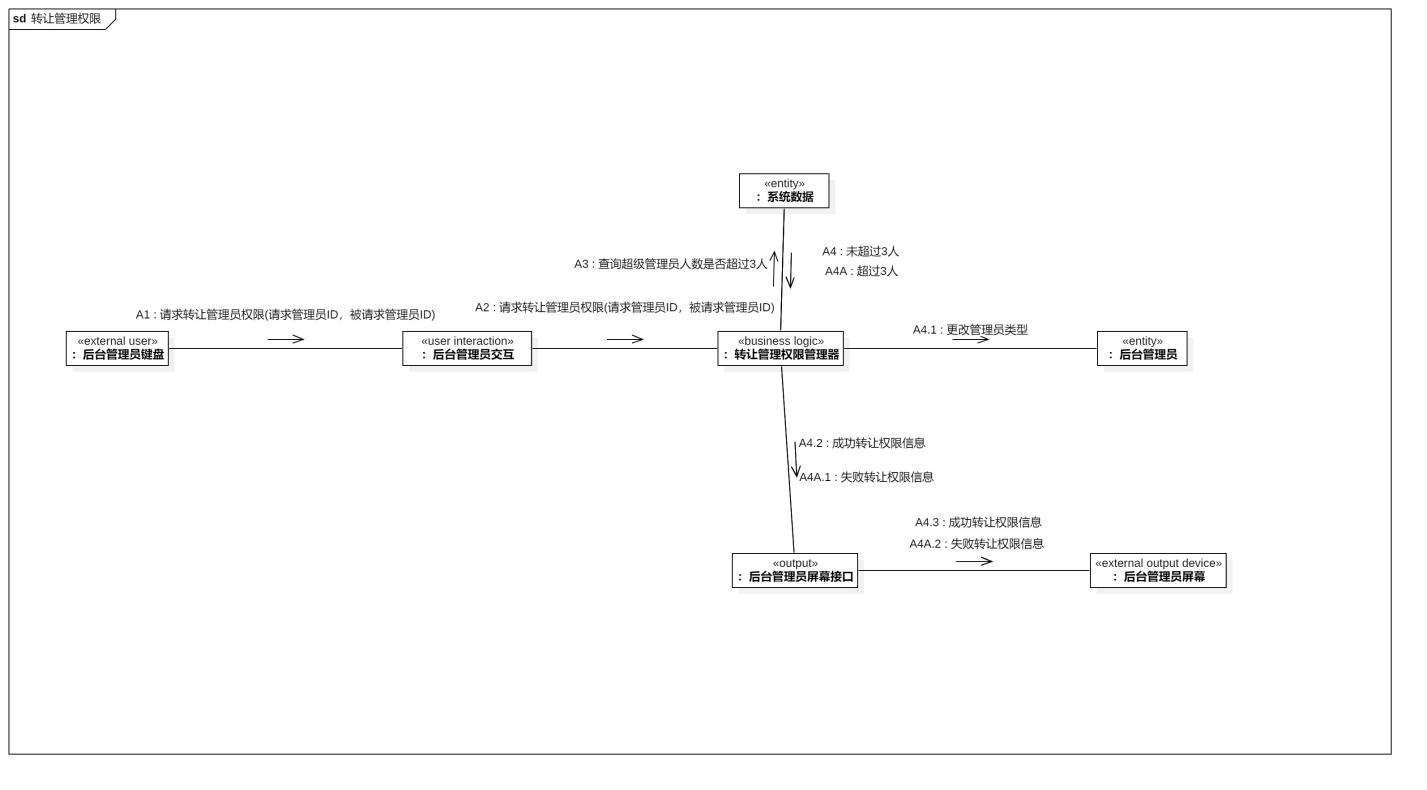 sd 转让管理权限
«entity»
： 系统数据
A4 : 未超过3人
A3 : 查询超级管理员人数是否超过3人
A4A : 超过3人
A1 : 请求转让管理员权限(请求管理员ID，被请求管理员ID)
A2 : 请求转让管理员权限(请求管理员ID，被请求管理员ID)
A4.1 : 更改管理员类型
«external user»
： 后台管理员键盘
«user interaction»
： 后台管理员交互
«business logic»
： 转让管理权限管理器
«entity»
： 后台管理员
A4.2 : 成功转让权限信息
A4A.1 : 失败转让权限信息
A4.3 : 成功转让权限信息
A4A.2 : 失败转让权限信息
«output»
： 后台管理员屏幕接口
«external output device»
： 后台管理员屏幕